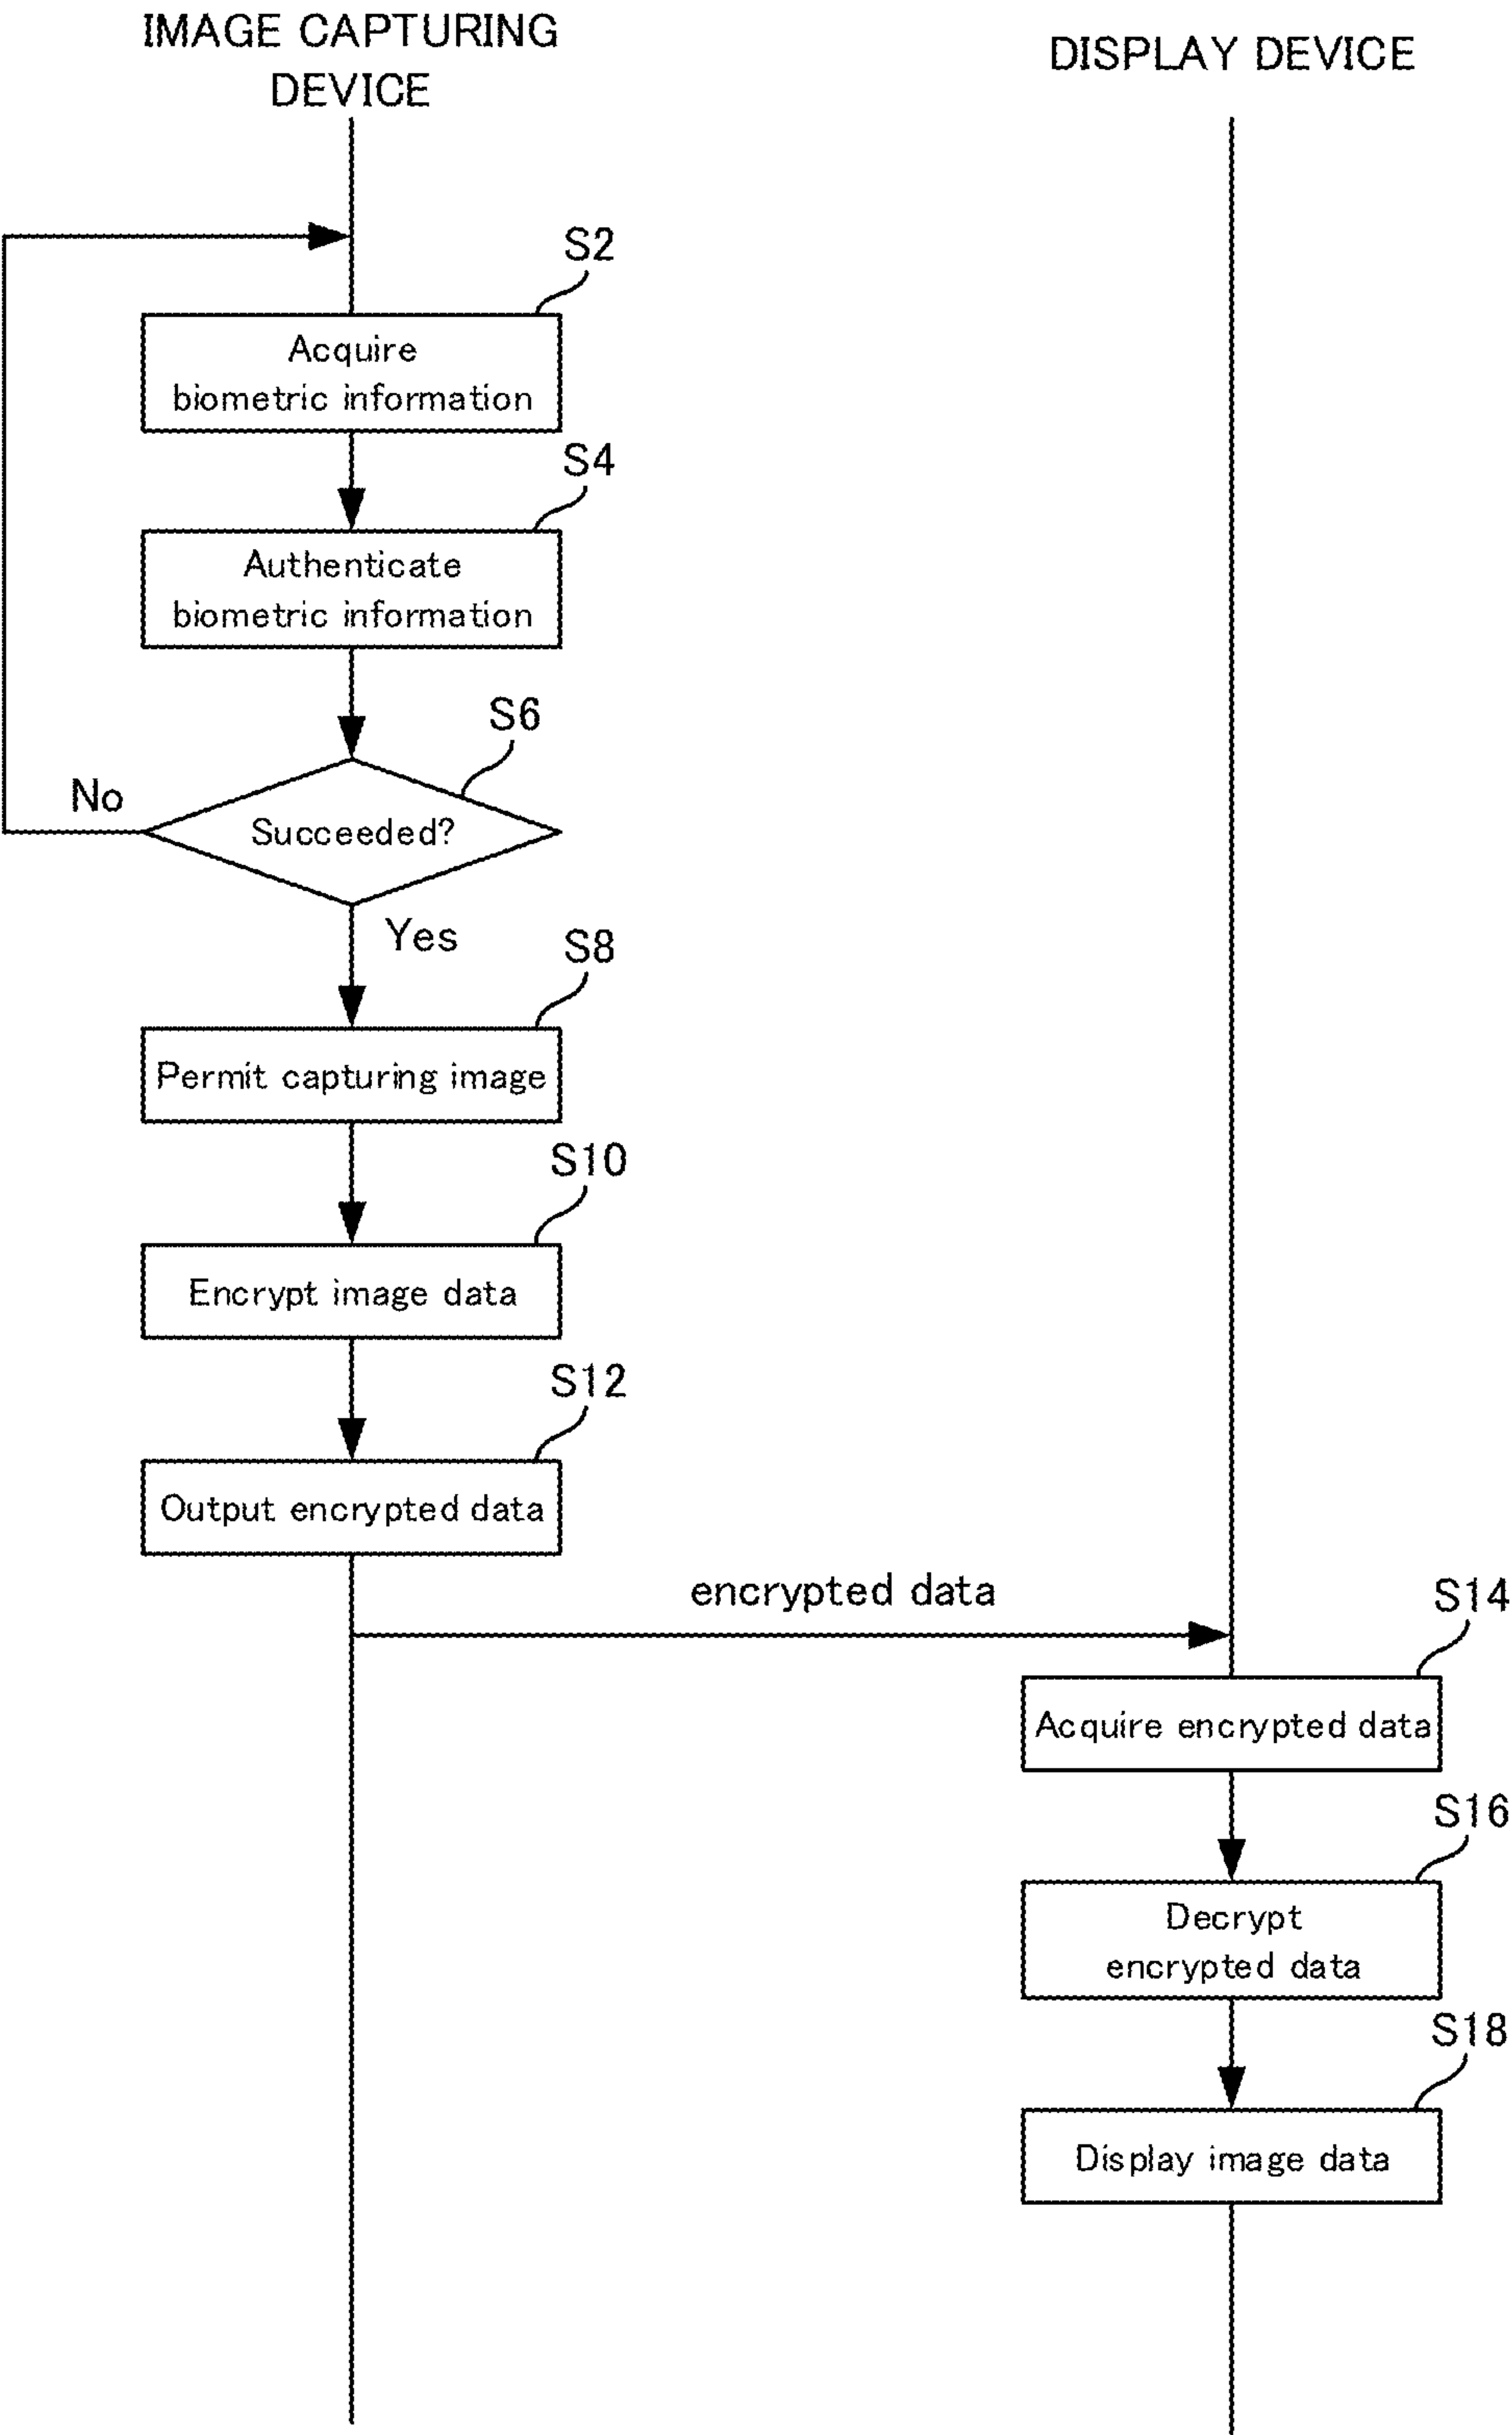 IMAGE CAPTURING
DEVICE
DISPLAY DEVICE
S2
Acquire
biometric information
S4
Authenticate
biometric information
S6
No
Succeeded?
Yes
S8
Permit capturing image
S10
Encrypt image data
S12
Output encrypted data
encrypted data
S14
Acquire encrypted data
S16
Decrypt
encrypted data
S18
Display image data